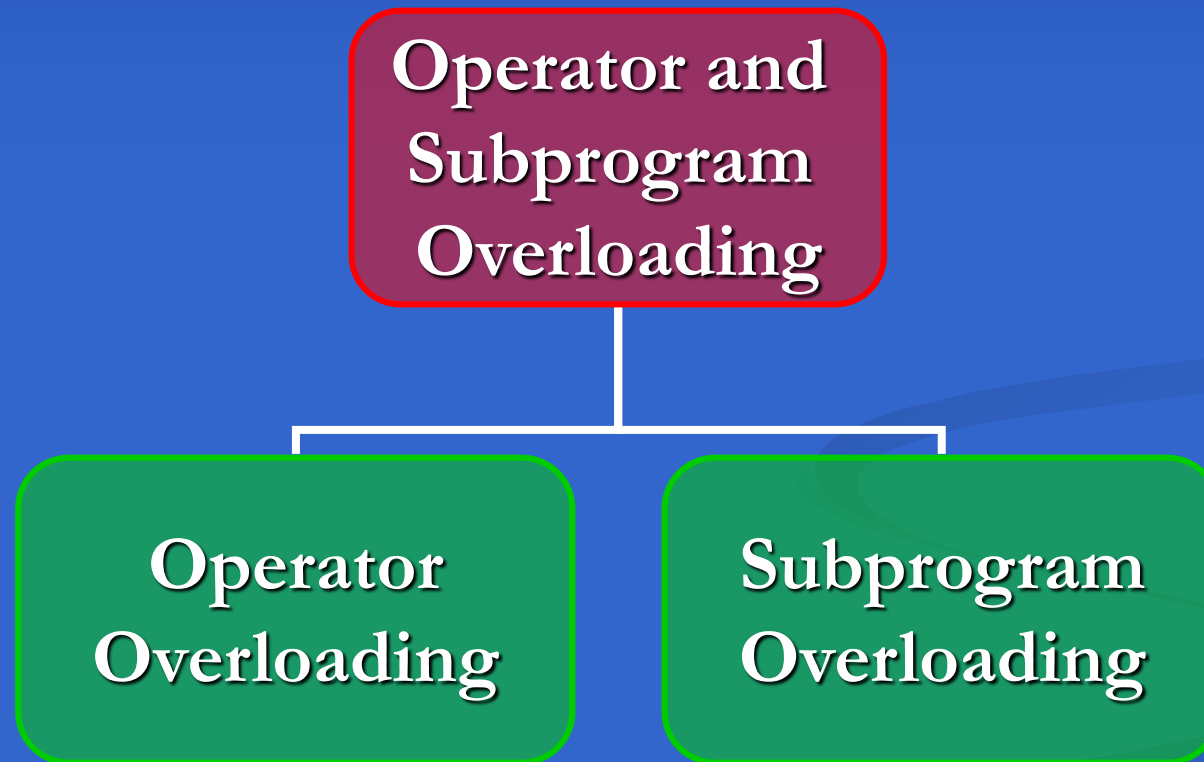 Operator and
Subprogram
Overloading
Operator
Overloading
Subprogram
Overloading